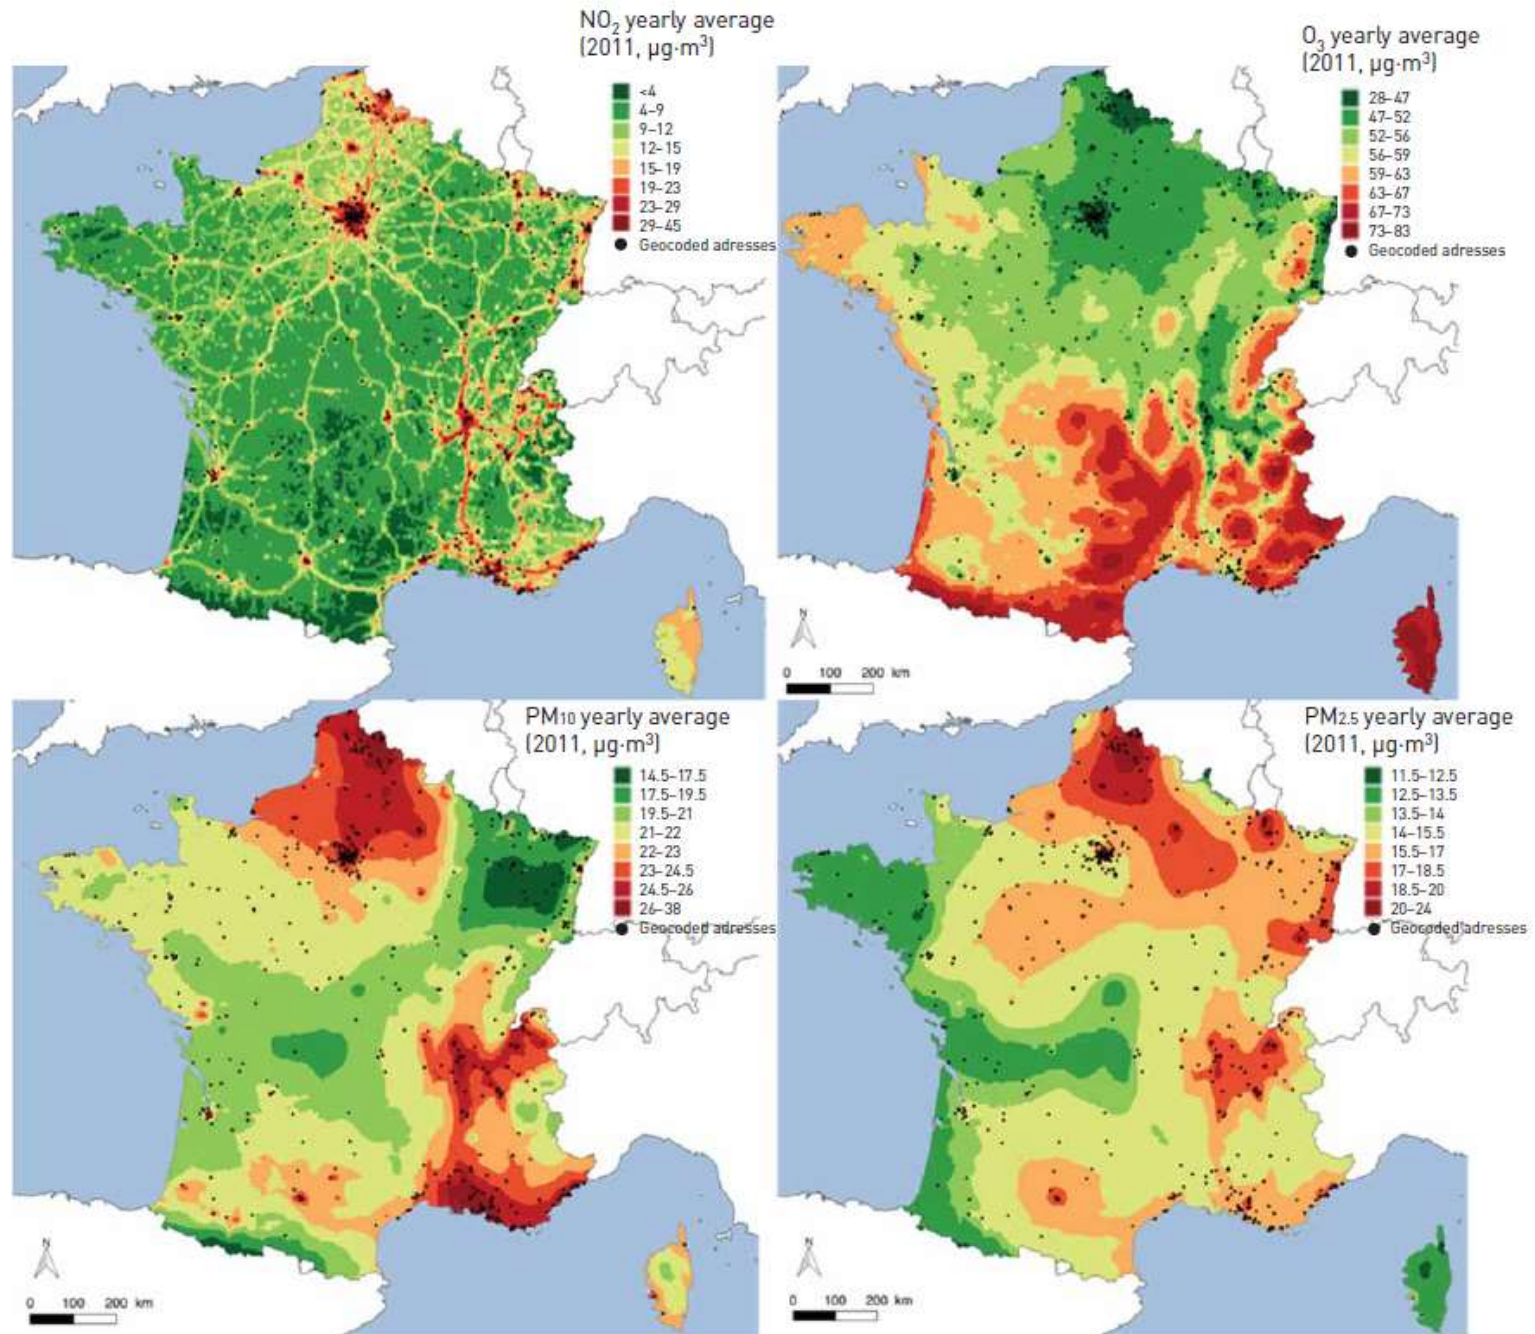 NO₂ yearly average
(2011, µg·m³)
<4
4–9
9–12
12–15
15–19
19–23
23–29
29–45
Geocoded adresses
O₃ yearly average
(2011, µg·m³)
28–47
47–52
52–56
56–59
59–63
63–67
67–73
73–83
Geocoded adresses
N
0 100 200 km
PM₁₀ yearly average
(2011, µg·m³)
14.5–17.5
17.5–19.5
19.5–21
21–22
22–23
23–24.5
24.5–26
26–38
Geocoded adresses
N
0 100 200 km
PM₂.₅ yearly average
(2011, µg·m³)
11.5–12.5
12.5–13.5
13.5–14
14–15.5
15.5–17
17–18.5
18.5–20
20–24
Geocoded adresses
N
0 100 200 km